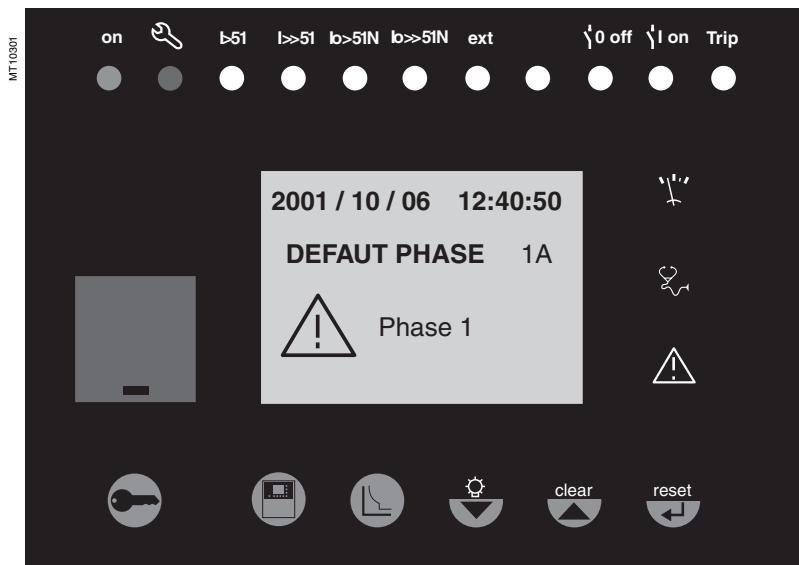 MT10301
on I>51 I>>51 Io>51N Io>>51N ext 0 off I on Trip
2001 / 10 / 06 12:40:50
DEFAUT PHASE 1A
Phase 1
clear reset